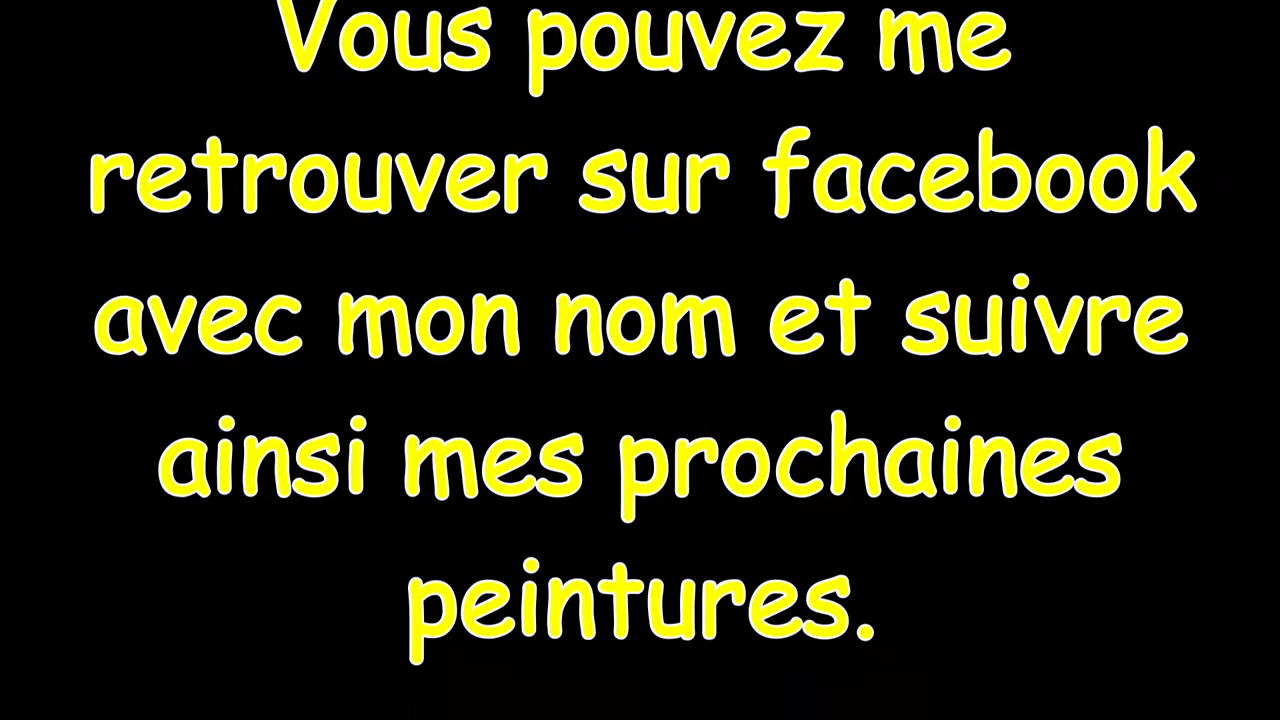 Vous pouvez me
retrouver sur facebook
avec mon nom et suivre
ainsi mes prochaines
peintures.